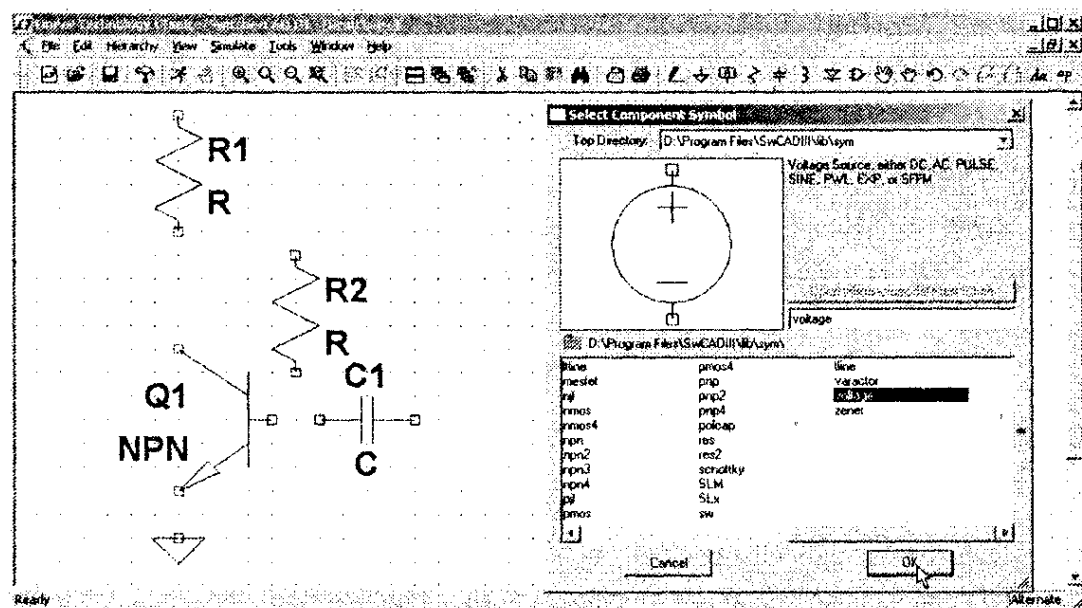 File Edit Hierarchy View Simulate Tools Window Help
R1
R
R2
R
C1
C
Q1
NPN
Select Component Symbol
Top Directory: D:\Program Files\SwCADIII\lib\sym
Voltage Source, either DC, AC, PULSE,
SINE, PWL, EXP, or SFFM
voltage
D:\Program Files\SwCADIII\lib\sym\
ltline pmos4 tline
mesfet pnp varactor
njf pnp2 voltage
nmos pnp4 zener
nmos4 polcap
npn res
npn2 res2
npn3 schottky
npn4 SLM
pjf SLx
pmos sw
Cancel OK
Ready Alternate